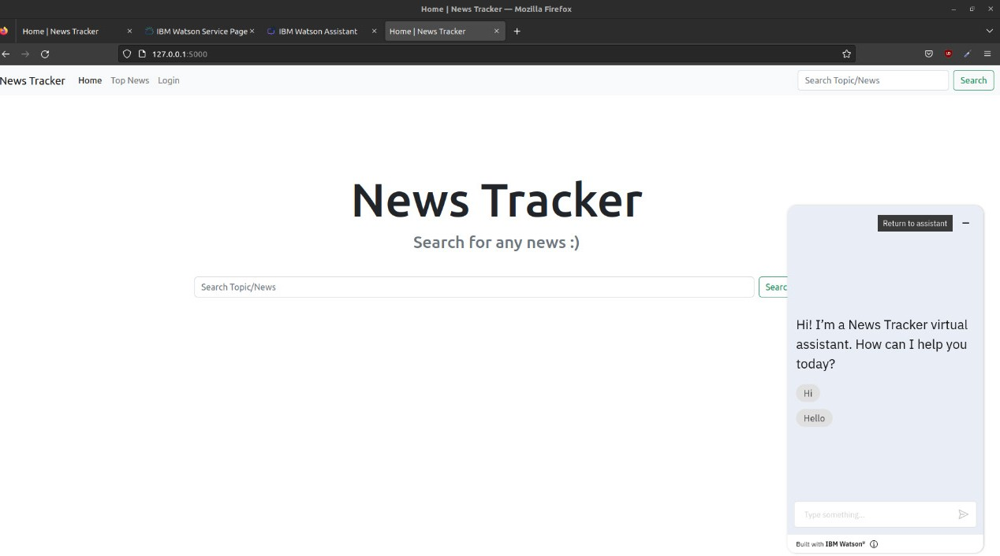 Home | News Tracker — Mozilla Firefox
Home | News Tracker
IBM Watson Service Page
IBM Watson Assistant
Home | News Tracker
127.0.0.1:5000
News Tracker Home Top News Login Search Topic/News Search
News Tracker
Search for any news :)
Search Topic/News Searc
Return to assistant
Hi! I’m a News Tracker virtual
assistant. How can I help you
today?
Hi
Hello
Type something...
Built with IBM Watson®